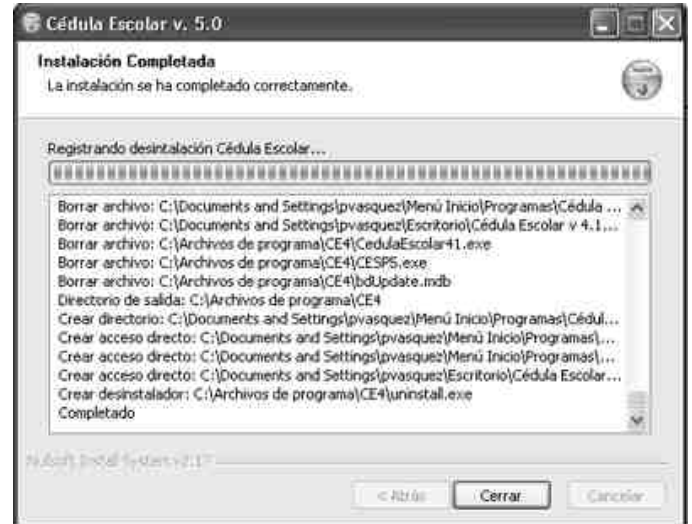 Cédula Escolar v. 5.0
Instalación Completada
La instalación se ha completado correctamente.
Registrando desintalación Cédula Escolar...
Borrar archivo: C:\Documents and Settings\pvasquez\Menú Inicio\Programas\Cédula ...
Borrar archivo: C:\Documents and Settings\pvasquez\Escritorio\Cédula Escolar v 4.1,...
Borrar archivo: C:\Archivos de programa\CE4\CedulaEscolar41.exe
Borrar archivo: C:\Archivos de programa\CE4\CESP5.exe
Borrar archivo: C:\Archivos de programa\CE4\bdUpdate.mdb
Directorio de salida: C:\Archivos de programa\CE4
Crear directorio: C:\Documents and Settings\pvasquez\Menú Inicio\Programas\Cédul...
Crear acceso directo: C:\Documents and Settings\pvasquez\Menú Inicio\Programas\...
Crear acceso directo: C:\Documents and Settings\pvasquez\Menú Inicio\Programas\...
Crear acceso directo: C:\Documents and Settings\pvasquez\Escritorio\Cédula Escolar...
Crear desinstalador: C:\Archivos de programa\CE4\uninstall.exe
Completado
Nullsoft Install System v2.17
< Atrás Cerrar Cancelar